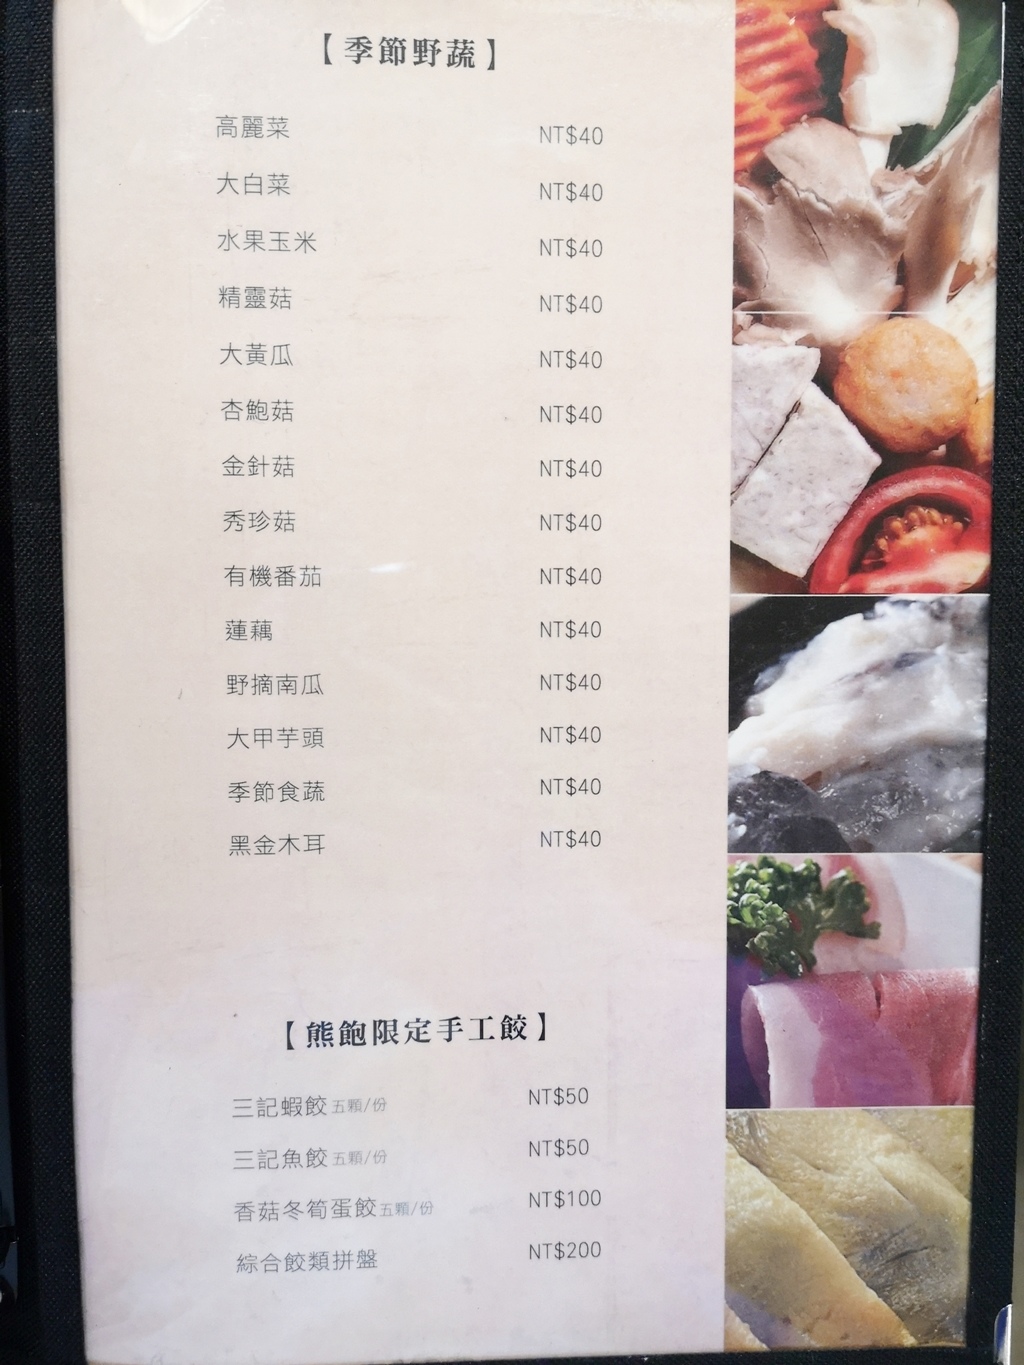 【季節野蔬】
高麗菜 NT$40
大白菜 NT$40
水果玉米 NT$40
精靈菇 NT$40
大黃瓜 NT$40
杏鮑菇 NT$40
金針菇 NT$40
秀珍菇 NT$40
有機番茄 NT$40
蓮藕 NT$40
野摘南瓜 NT$40
大甲芋頭 NT$40
季節食蔬 NT$40
黑金木耳 NT$40
【熊飽限定手工餃】
三記蝦餃 五顆/份 NT$50
三記魚餃 五顆/份 NT$50
香菇冬筍蛋餃 五顆/份 NT$100
綜合餃類拼盤 NT$200